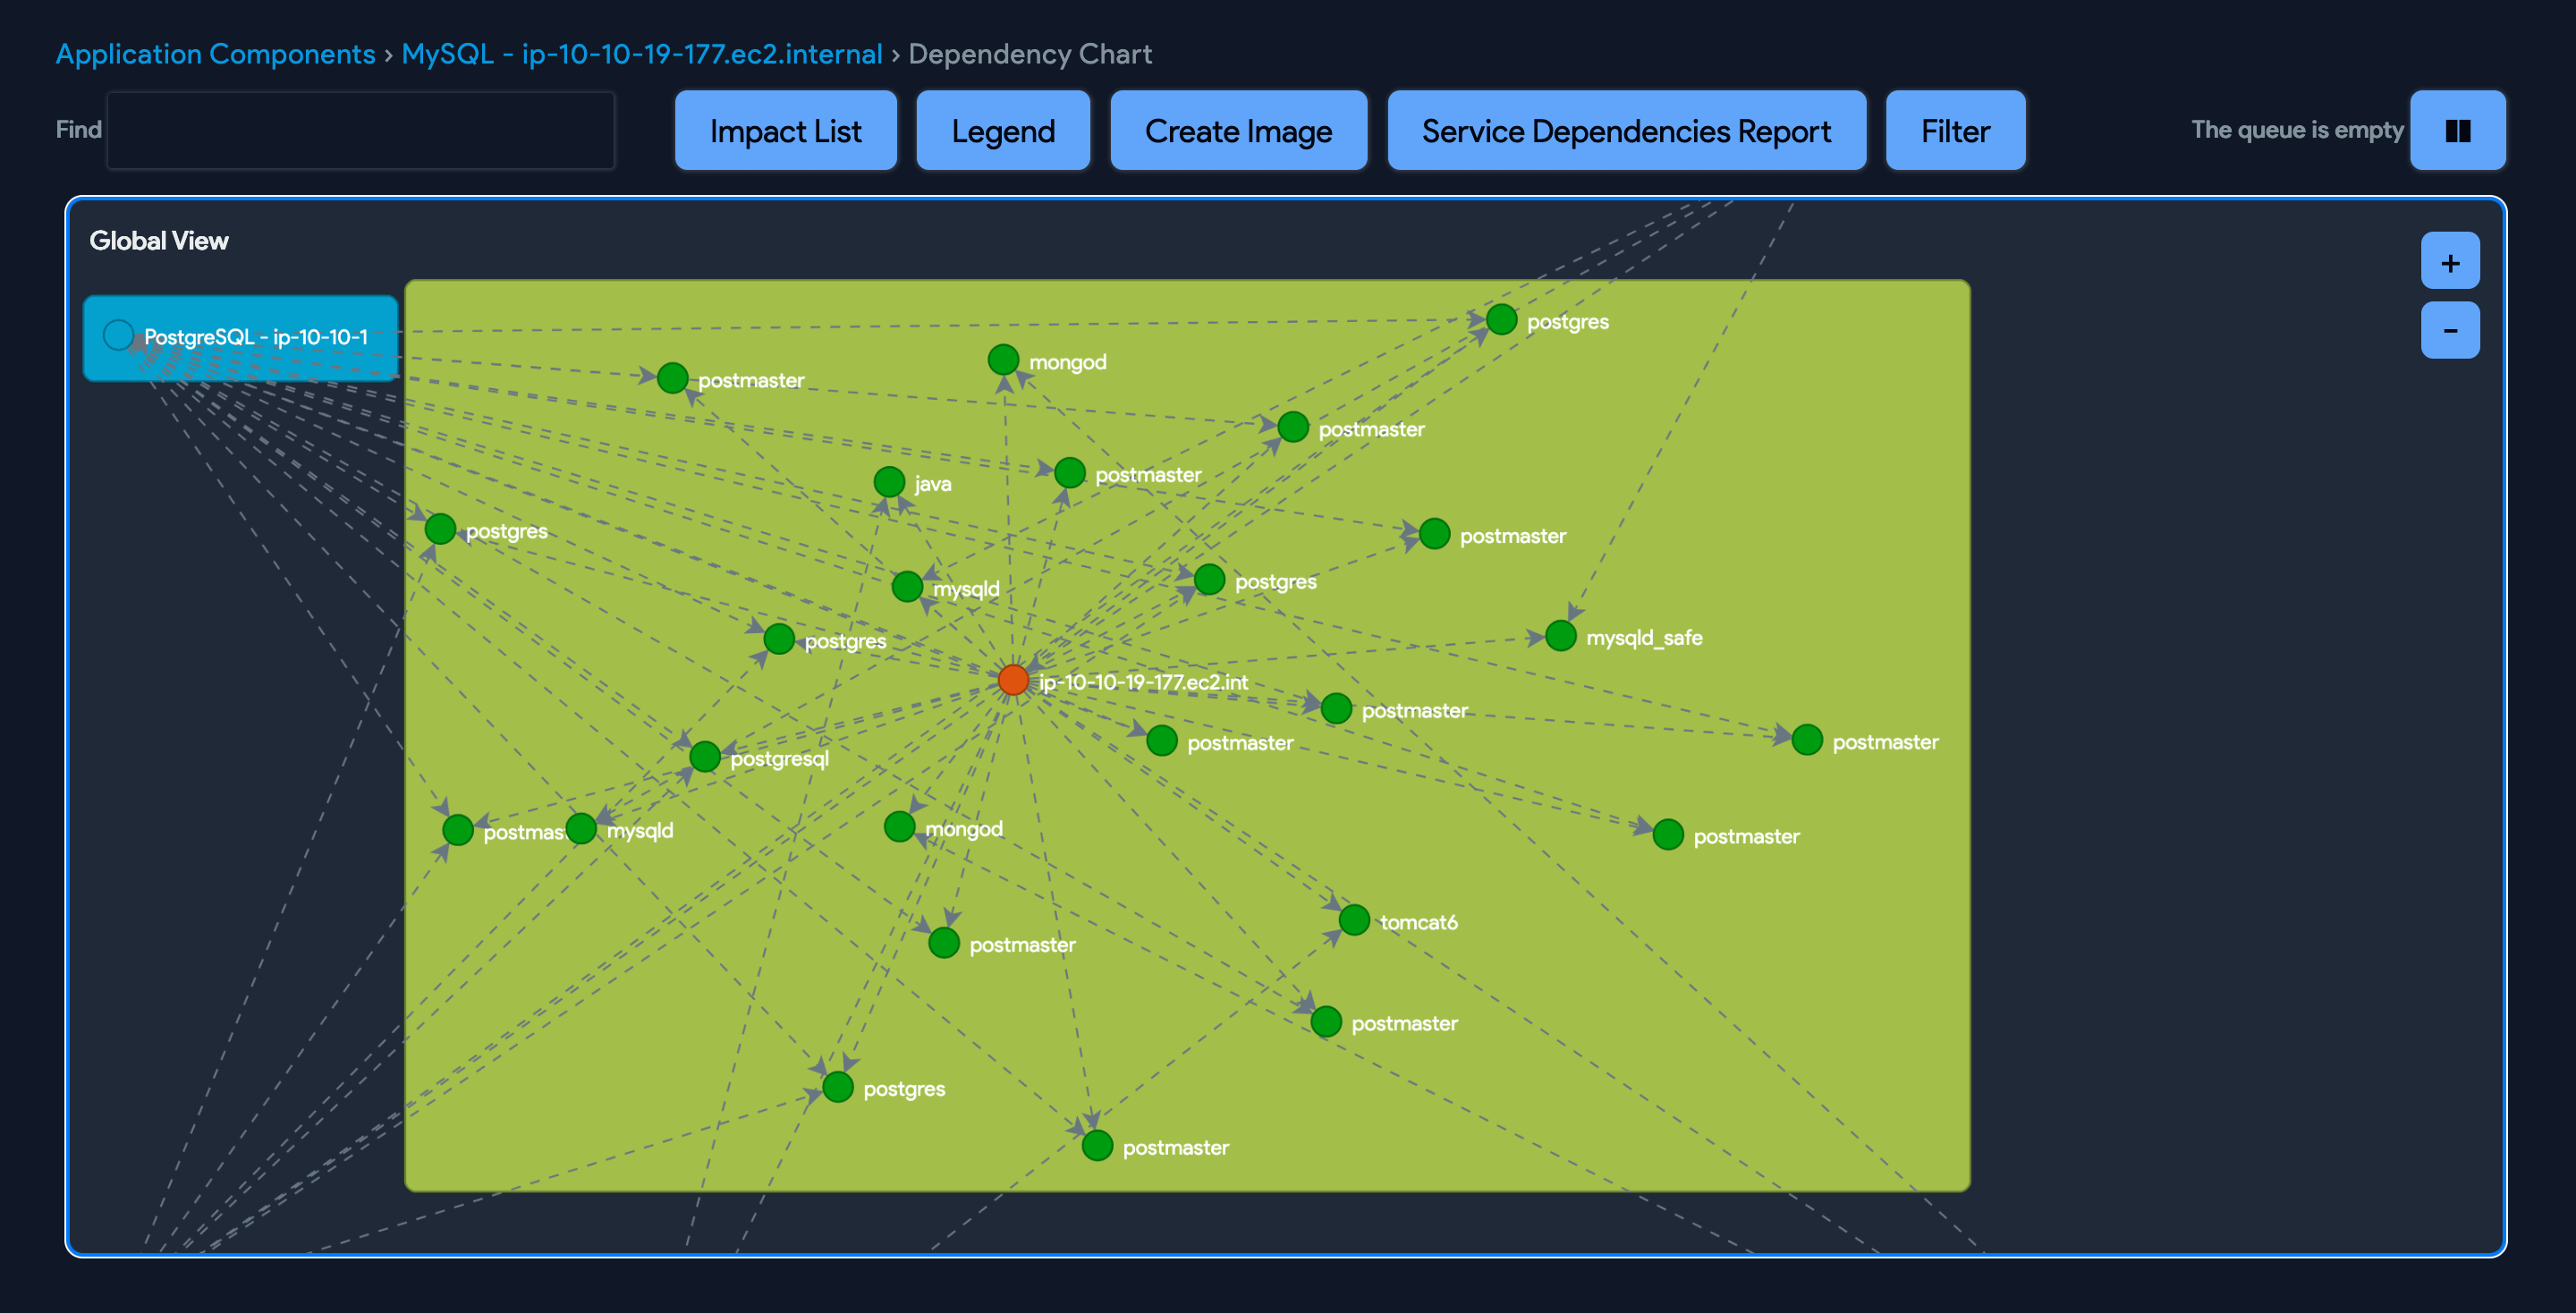 Application Components › MySQL - ip-10-10-19-177.ec2.internal › Dependency Chart
Find
Impact List
Legend
Create Image
Service Dependencies Report
Filter
The queue is empty
Global View
+
-
PostgreSQL - ip-10-10-1
postgres
mongod
postmaster
postmaster
postmaster
java
postgres
postmaster
postgres
mysqld
mysqld_safe
postgres
ip-10-10-19-177.ec2.int
postmaster
postmaster
postmaster
postgresql
mongod
postmas
mysqld
postmaster
tomcat6
postmaster
postmaster
postgres
postmaster